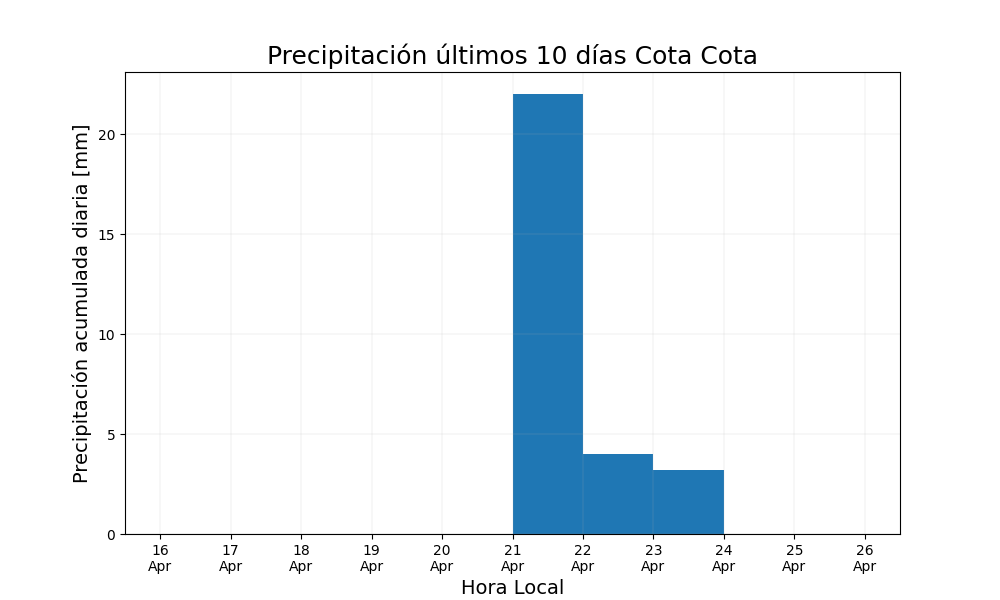 Precipitación últimos 10 días Cota Cota
Precipitación acumulada diaria [mm]
20
15
10
5
0
16 17 18 19 20 21 22 23 24 25 26
Apr Apr Apr Apr Apr Apr Apr Apr Apr Apr Apr
Hora Local